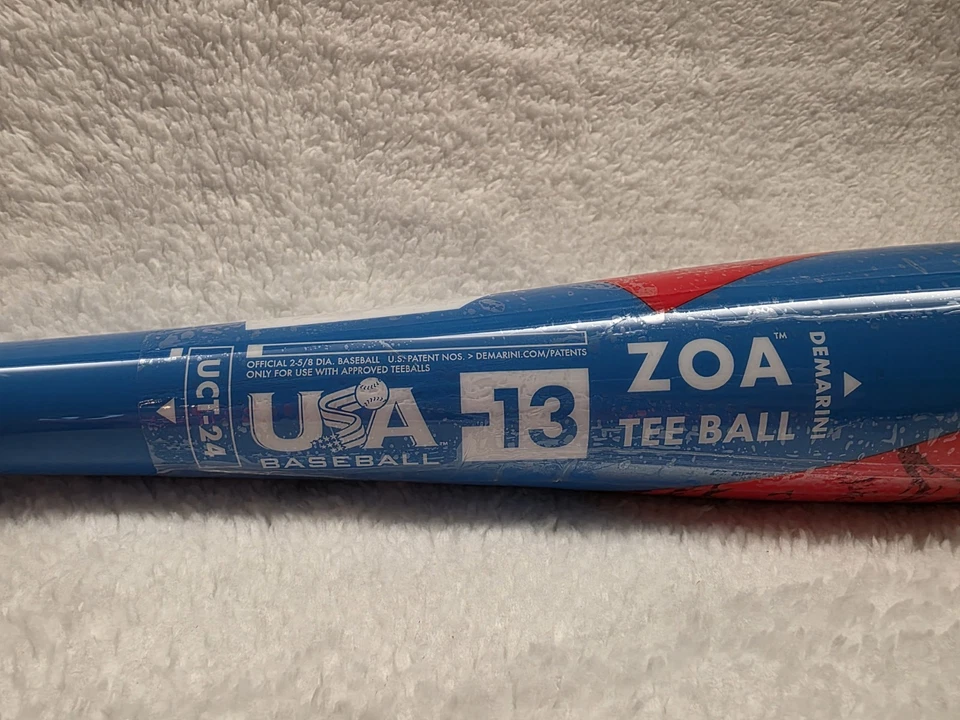 UCT-24
OFFICIAL 2-5/8 DIA. BASEBALL U.S. PATENT NOS. > DEMARINI.COM/PATENTS
ONLY FOR USE WITH APPROVED TEEBALLS
USA
BASEBALL
-13
ZOA™
TEE BALL
DEMARINI